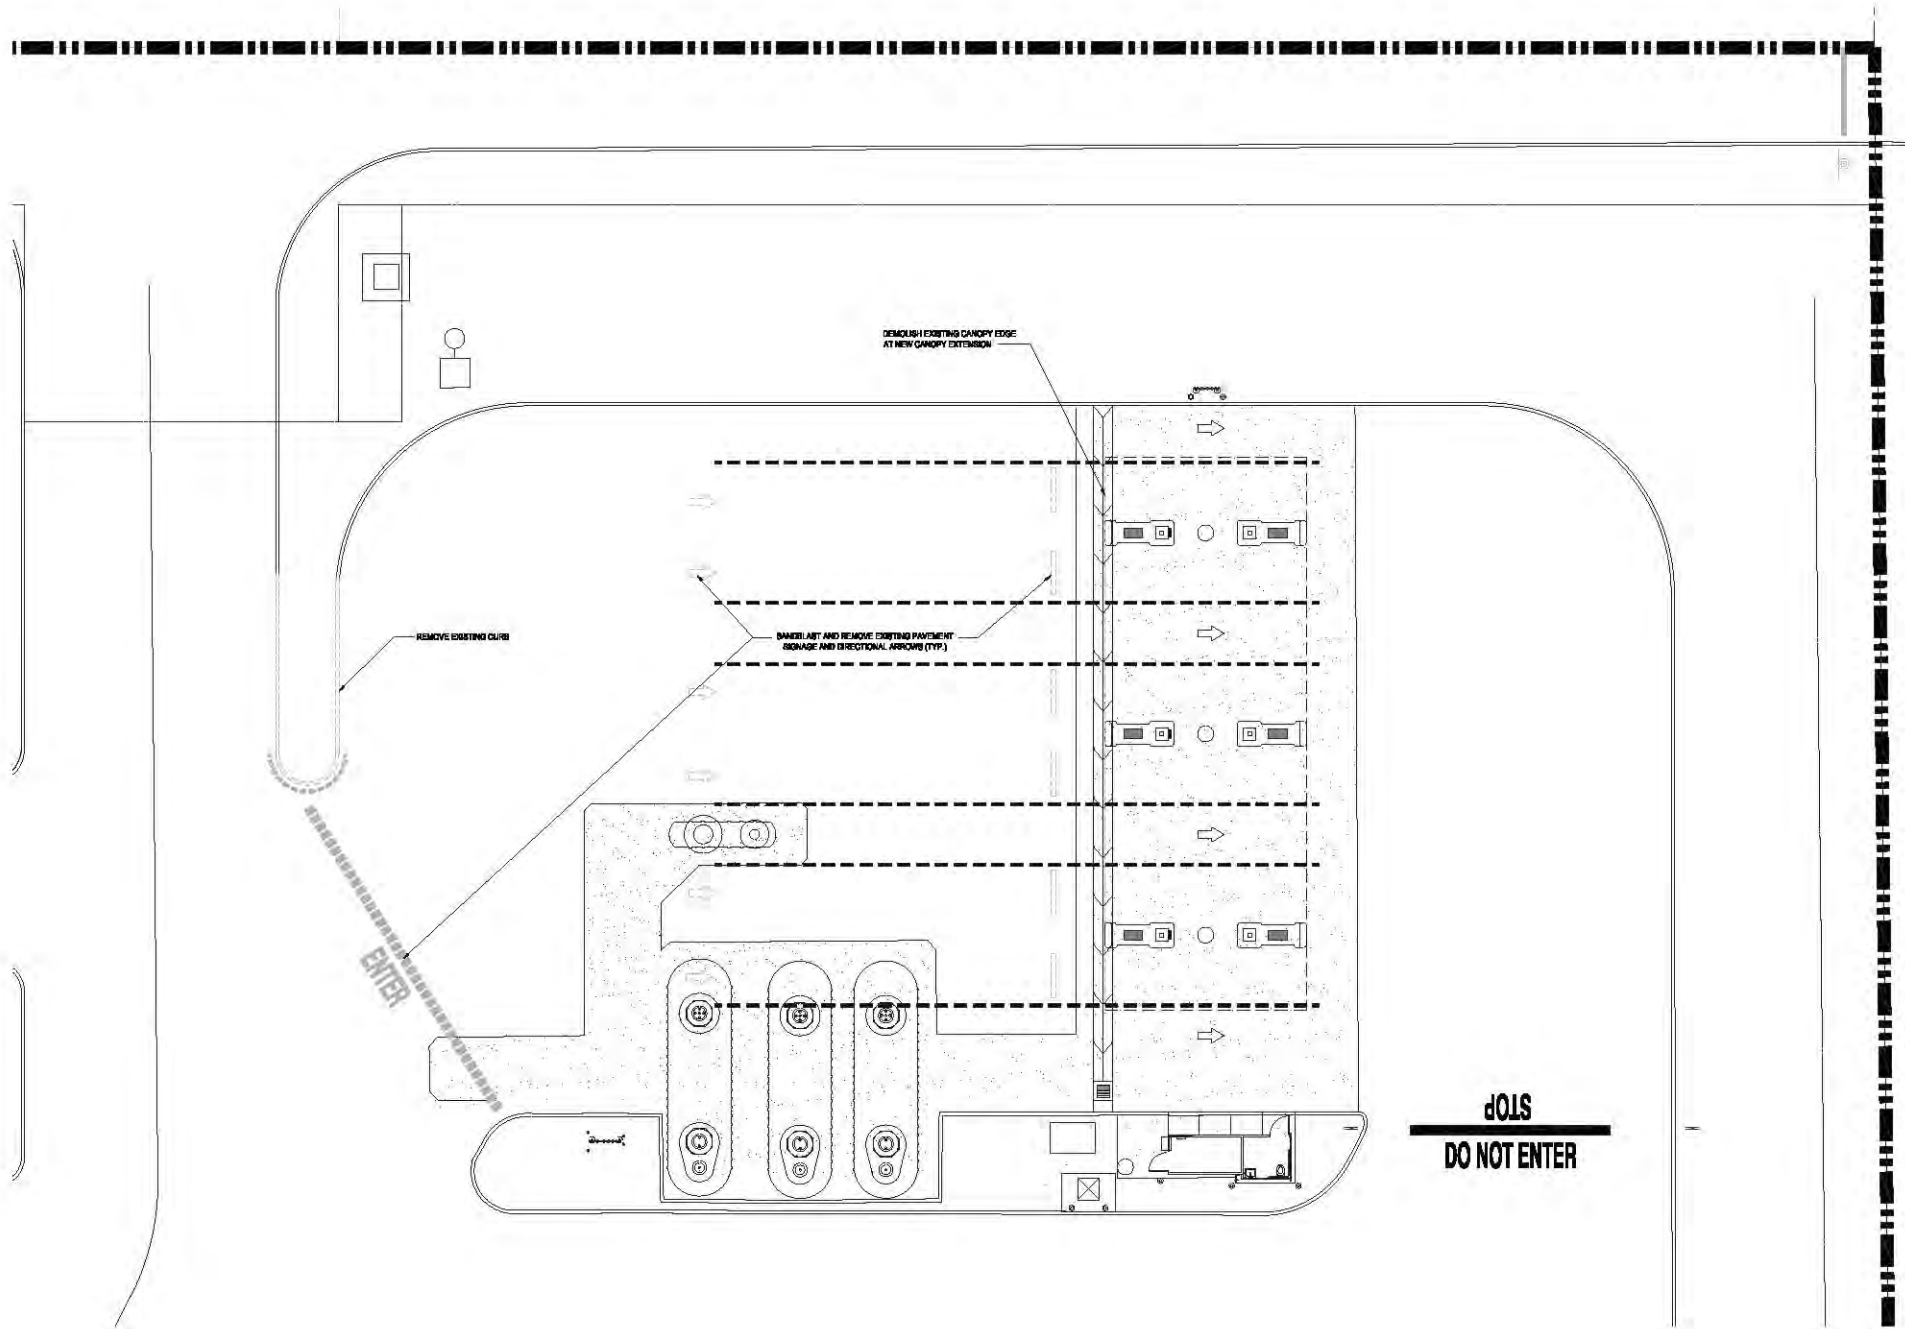 DEMOLISH EXISTING CANOPY EDGE
AT NEW CANOPY EXTENSION
REMOVE EXISTING CURB
SANDBLAST AND REMOVE EXISTING PAVEMENT
SIGNAGE AND DIRECTIONAL ARROWS (TYP.)
ENTER
STOP
DO NOT ENTER